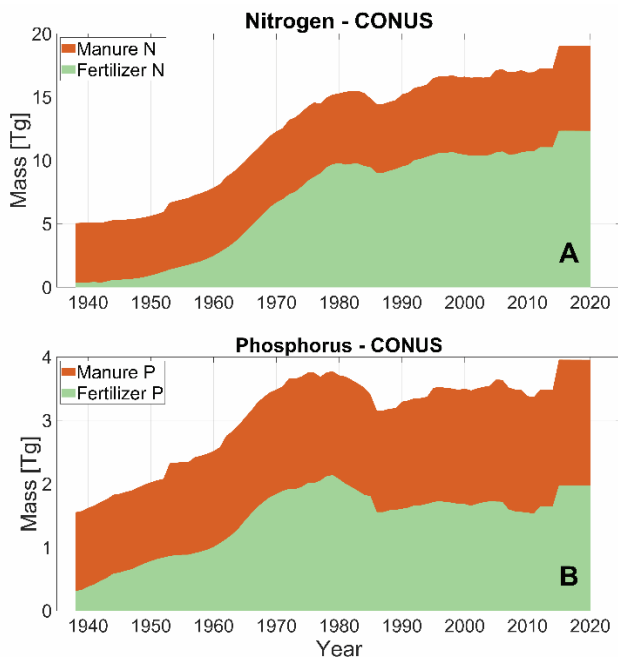 Nitrogen - CONUS
20
Manure N
Fertilizer N
15
10
5
0
Mass [Tg]
A
1940 1950 1960 1970 1980 1990 2000 2010 2020
Phosphorus - CONUS
4
Manure P
Fertilizer P
3
2
1
0
Mass [Tg]
B
1940 1950 1960 1970 1980 1990 2000 2010 2020
Year